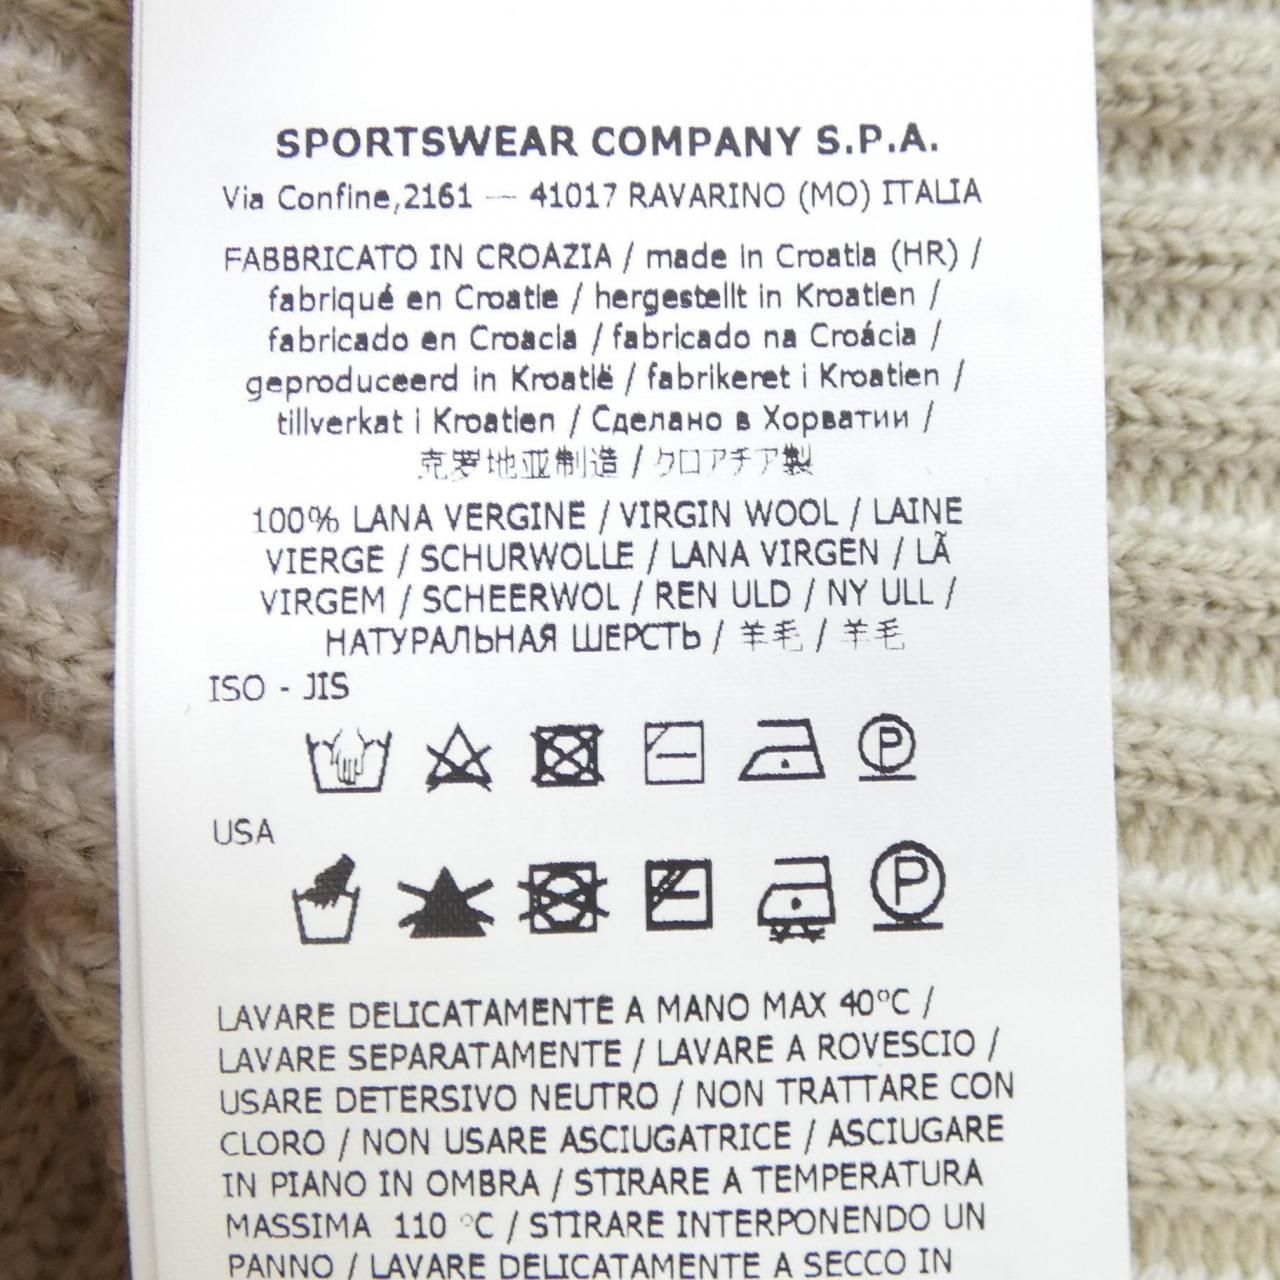 SPORTSWEAR COMPANY S.P.A.
Via Confine,2161 — 41017 RAVARINO (MO) ITALIA
FABBRICATO IN CROAZIA / made in Croatia (HR) /
fabriqué en Croatie / hergestellt in Kroatien /
fabricado en Croacia / fabricado na Croácia /
geproduceerd in Kroatië / fabrikeret i Kroatien /
tillverkat i Kroatien / Сделано в Хорватии /
克罗地亚制造 / クロアチア製
100% LANA VERGINE / VIRGIN WOOL / LAINE
VIERGE / SCHURWOLLE / LANA VIRGEN / LÃ
VIRGEM / SCHEERWOL / REN ULD / NY ULL /
НАТУРАЛЬНАЯ ШЕРСТЬ / 羊毛 / 羊毛
ISO - JIS
P
USA
P
LAVARE DELICATAMENTE A MANO MAX 40°C /
LAVARE SEPARATAMENTE / LAVARE A ROVESCIO /
USARE DETERSIVO NEUTRO / NON TRATTARE CON
CLORO / NON USARE ASCIUGATRICE / ASCIUGARE
IN PIANO IN OMBRA / STIRARE A TEMPERATURA
MASSIMA 110 °C / STIRARE INTERPONENDO UN
PANNO / LAVARE DELICATAMENTE A SECCO IN